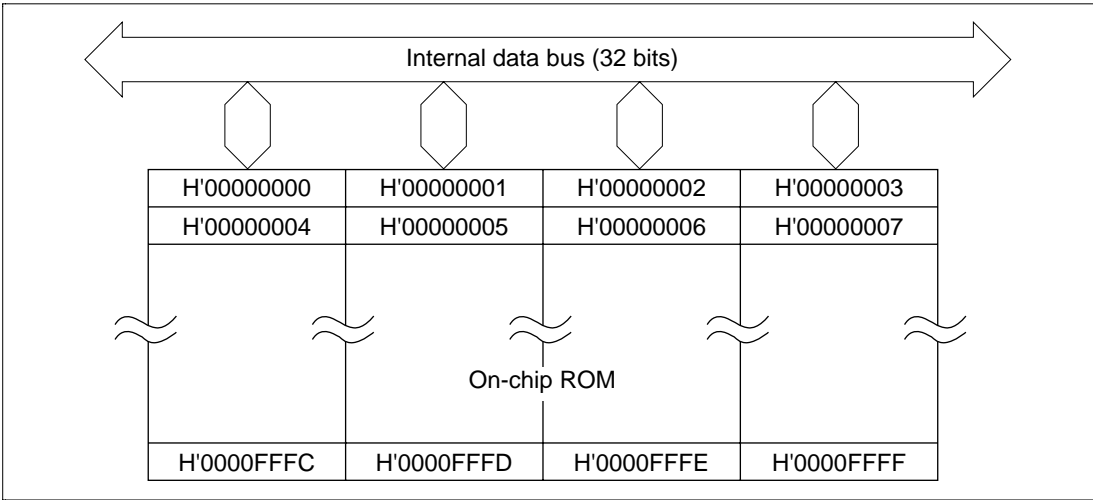 Internal data bus (32 bits)
H'00000000 H'00000001 H'00000002 H'00000003
H'00000004 H'00000005 H'00000006 H'00000007
On-chip ROM
H'0000FFFC H'0000FFFD H'0000FFFE H'0000FFFF